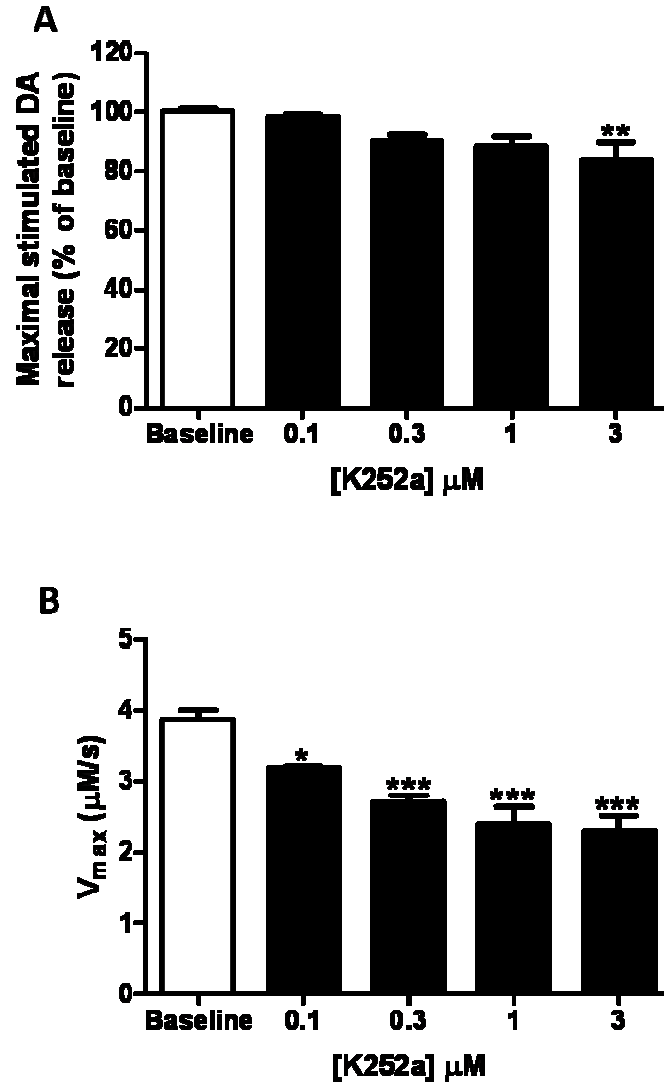 A
Maximal stimulated DA
release (% of baseline)
120
100
80
60
40
20
0
**
Baseline 0.1 0.3 1 3
[K252a] μM
B
Vmax (μM/s)
5
4
3
2
1
0
* *** *** ***
Baseline 0.1 0.3 1 3
[K252a] μM